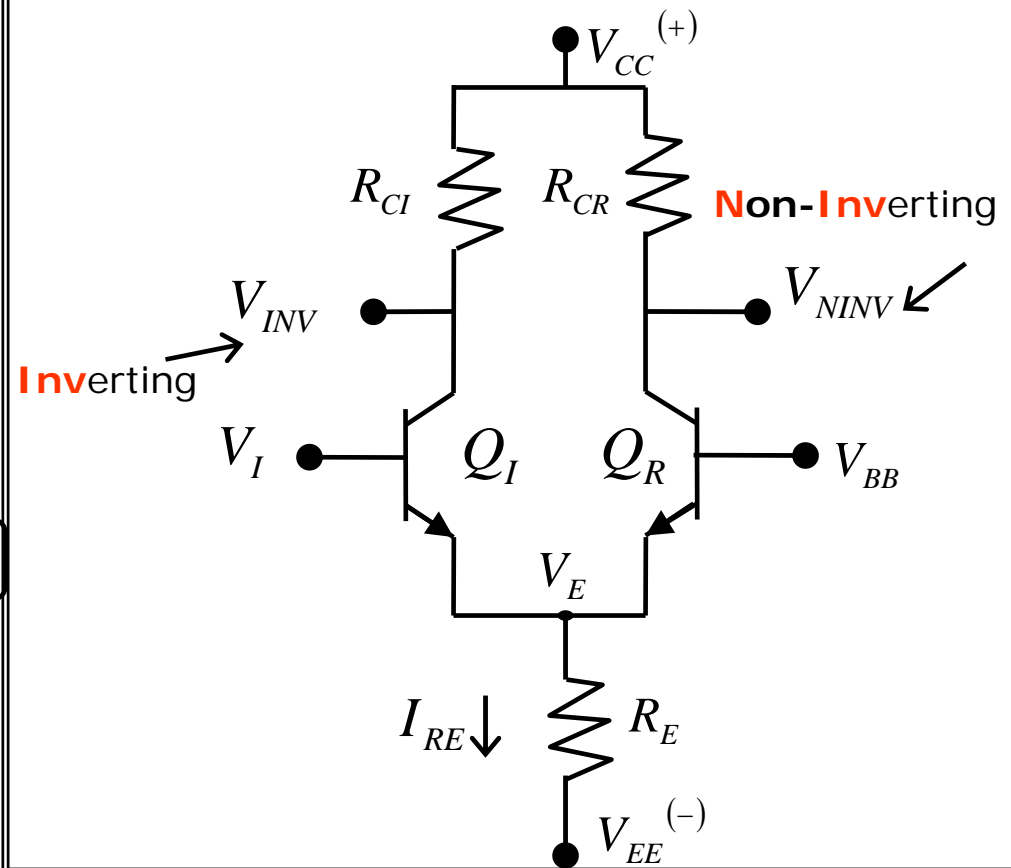 V_CC (+)
R_CI
R_CR
Non-Inverting
V_INV
V_NINV
Inverting
V_I
Q_I
Q_R
V_BB
V_E
I_RE
R_E
V_EE (−)